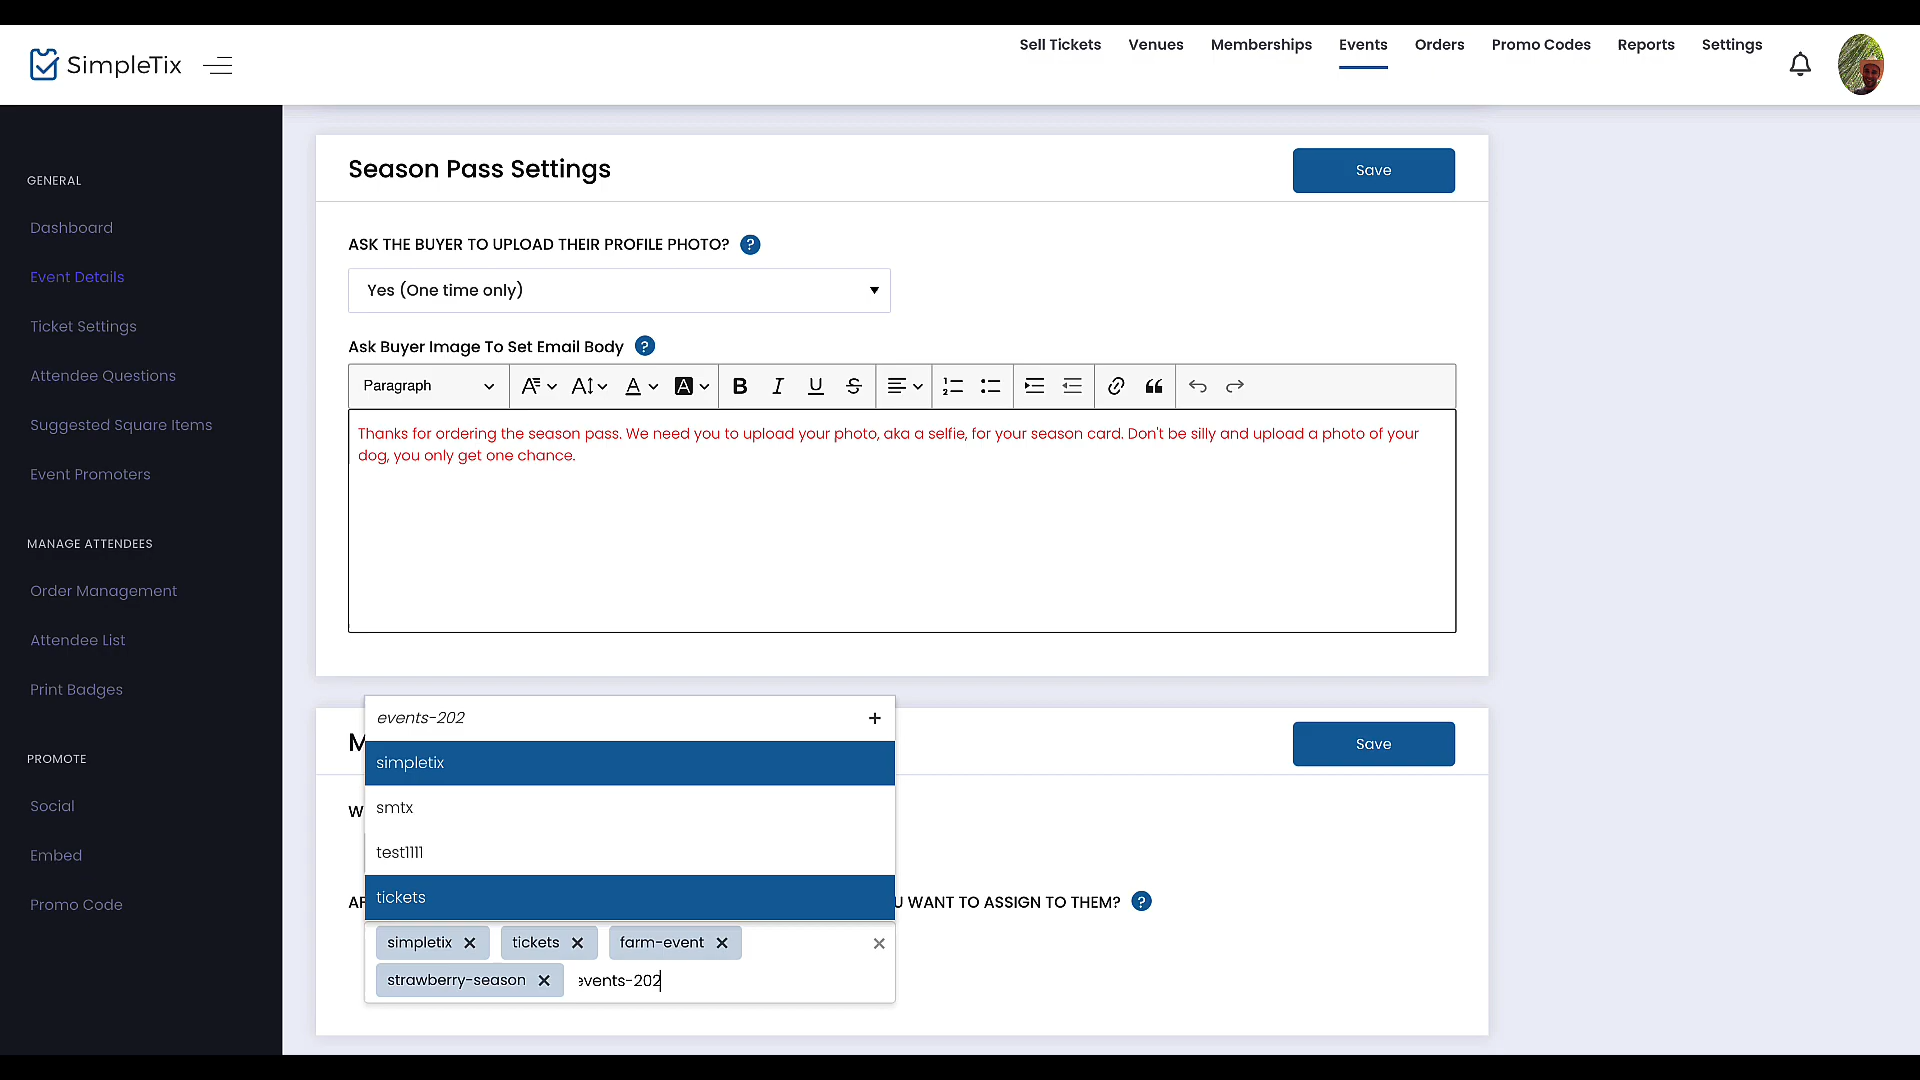 SimpleTix
Sell Tickets
Venues
Memberships
Events
Orders
Promo Codes
Reports
Settings
GENERAL
Dashboard
Event Details
Ticket Settings
Attendee Questions
Suggested Square Items
Event Promoters
MANAGE ATTENDEES
Order Management
Attendee List
Print Badges
PROMOTE
Social
Embed
Promo Code
Season Pass Settings
Save
ASK THE BUYER TO UPLOAD THEIR PROFILE PHOTO? ?
Yes (One time only)
Ask Buyer Image To Set Email Body ?
Paragraph
Thanks for ordering the season pass. We need you to upload your photo, aka a selfie, for your season card. Don't be silly and upload a photo of your
dog, you only get one chance.
events-202 +
M
Save
simpletix
W
smtx
test1111
tickets
WANT TO ASSIGN TO THEM? ?
simpletix
tickets
farm-event
strawberry-season
events-202